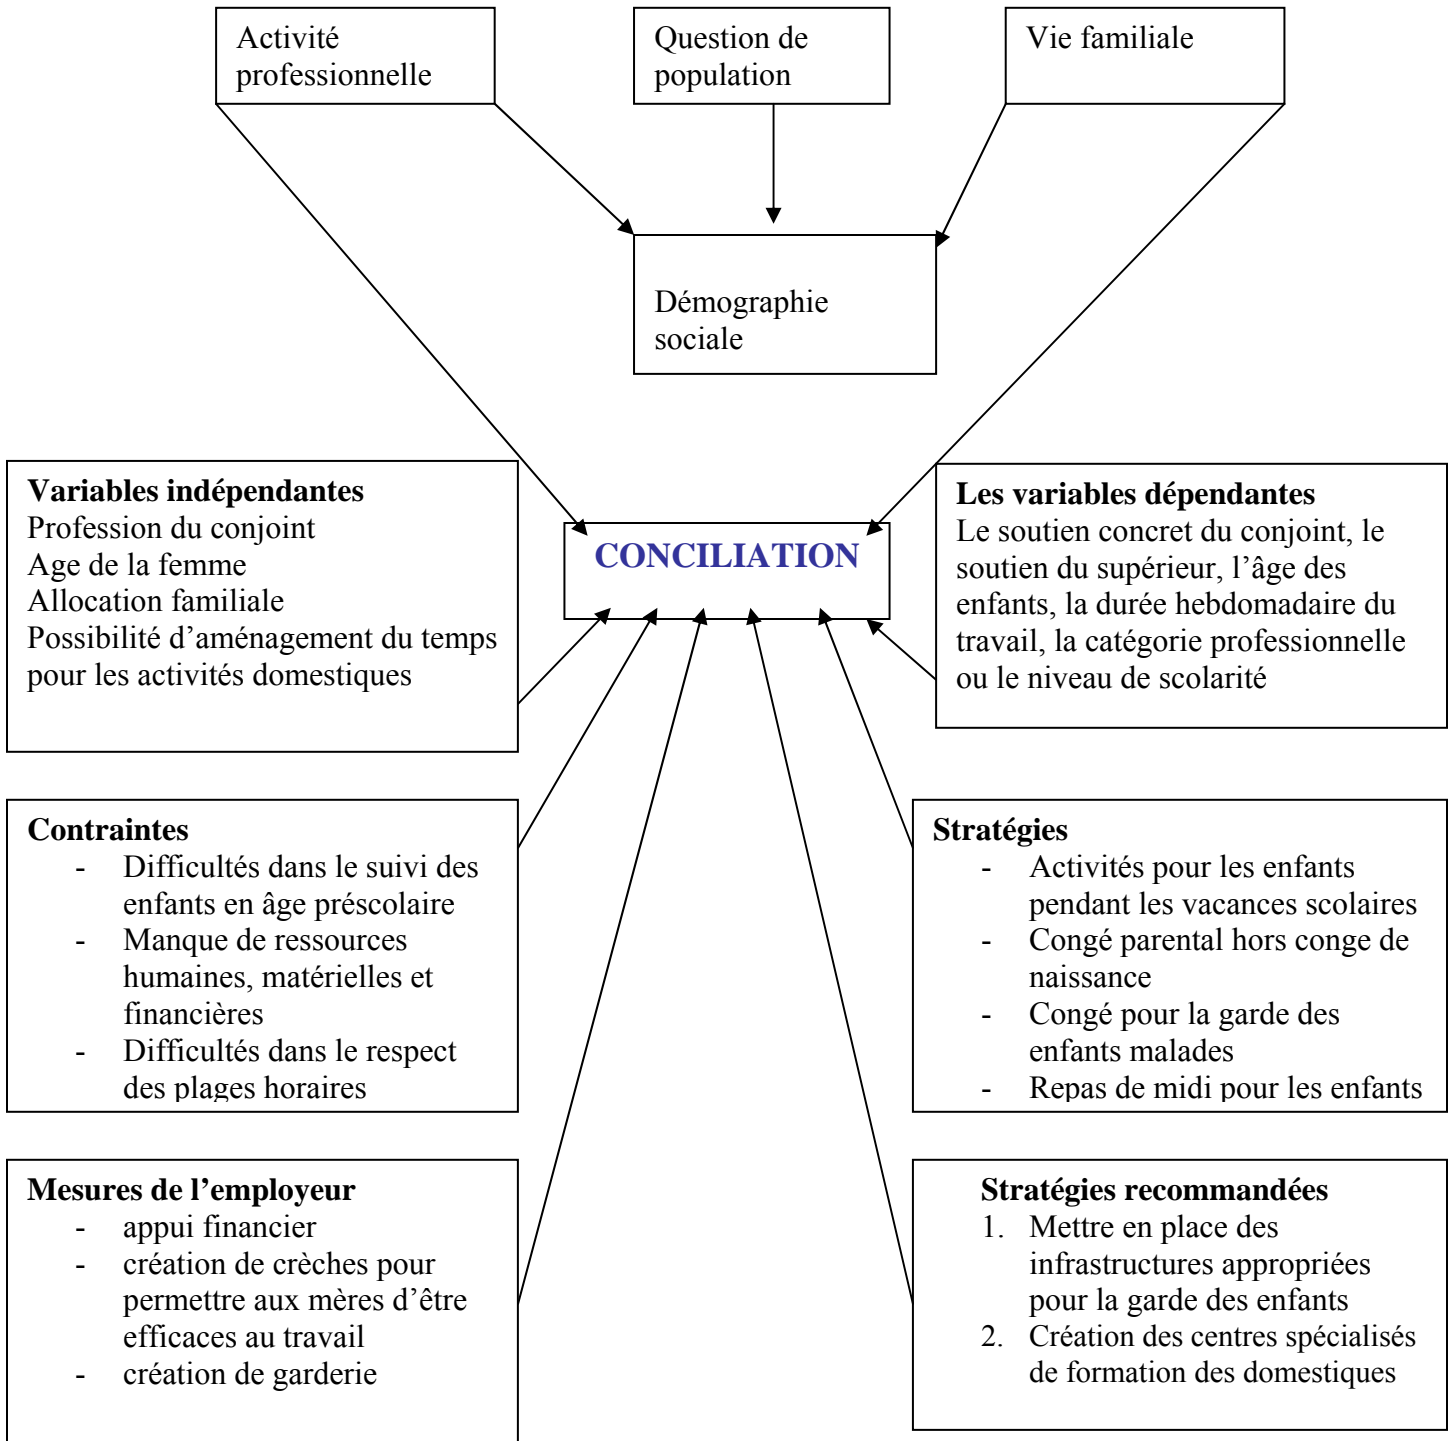 Activité
professionnelle
Question de
population
Vie familiale
Démographie
sociale
Variables indépendantes
Profession du conjoint
Age de la femme
Allocation familiale
Possibilité d’aménagement du temps
pour les activités domestiques
CONCILIATION
Les variables dépendantes
Le soutien concret du conjoint, le
soutien du supérieur, l’âge des
enfants, la durée hebdomadaire du
travail, la catégorie professionnelle
ou le niveau de scolarité
Contraintes
- Difficultés dans le suivi des
enfants en âge préscolaire
- Manque de ressources
humaines, matérielles et
financières
- Difficultés dans le respect
des plages horaires
Stratégies
- Activités pour les enfants
pendant les vacances scolaires
- Congé parental hors conge de
naissance
- Congé pour la garde des
enfants malades
- Repas de midi pour les enfants
Mesures de l’employeur
- appui financier
- création de crèches pour
permettre aux mères d’être
efficaces au travail
- création de garderie
Stratégies recommandées
1. Mettre en place des
infrastructures appropriées
pour la garde des enfants
2. Création des centres spécialisés
de formation des domestiques